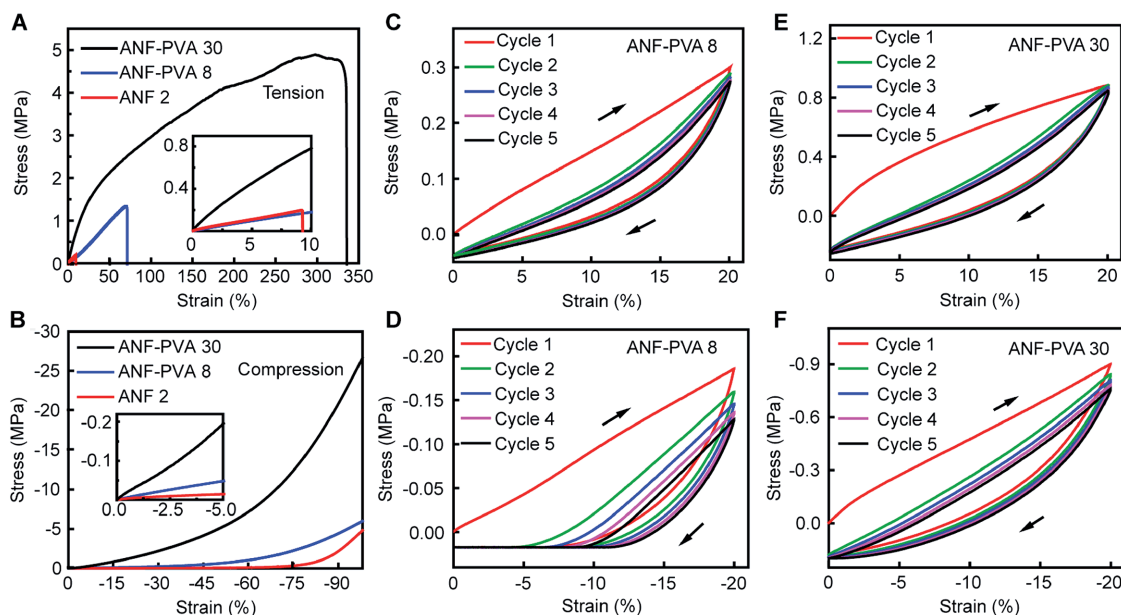 A
Stress (MPa)
5
4
3
2
1
0
ANF-PVA 30
ANF-PVA 8
ANF 2
Tension
0.8
0.4
0
5
10
0
50
100
150
200
250
300
350
Strain (%)
B
Stress (MPa)
-30
-25
-20
-15
-10
-5
0
ANF-PVA 30
ANF-PVA 8
ANF 2
Compression
-0.2
-0.1
0.0
-2.5
-5.0
0
-15
-30
-45
-60
-75
-90
Strain (%)
C
Stress (MPa)
0.3
0.2
0.1
0.0
Cycle 1
Cycle 2
Cycle 3
Cycle 4
Cycle 5
ANF-PVA 8
0
5
10
15
20
Strain (%)
D
Stress (MPa)
-0.20
-0.15
-0.10
-0.05
0.00
Cycle 1
Cycle 2
Cycle 3
Cycle 4
Cycle 5
ANF-PVA 8
0
-5
-10
-15
-20
Strain (%)
E
Stress (MPa)
1.2
0.8
0.4
0.0
Cycle 1
Cycle 2
Cycle 3
Cycle 4
Cycle 5
ANF-PVA 30
0
5
10
15
20
Strain (%)
F
Stress (MPa)
-0.9
-0.6
-0.3
0.0
Cycle 1
Cycle 2
Cycle 3
Cycle 4
Cycle 5
ANF-PVA 30
0
-5
-10
-15
-20
Strain (%)